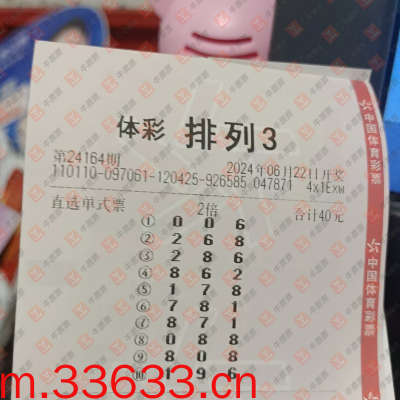 体彩 排列3
第24164期 2024年06月22日开奖
110110-097061-120425-926585 047871 4x1Exw
直选单式票 2倍 合计40元
① 0 0 6
② 2 6 8
③ 2 8 6
④ 8 6 2
⑤ 1 7 8
⑥ 7 8 1
⑦ 8 7 1
⑧ 0 8 8
⑨ 8 0 8
⑩ 1 9 6
中国体育彩票
中国体育彩票
m.33633.cn